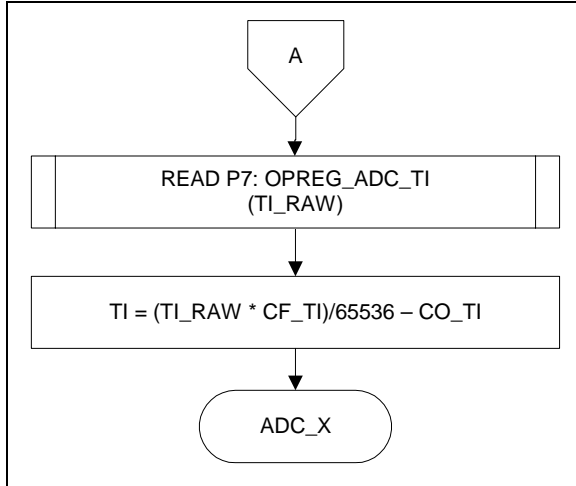 A
READ P7: OPREG_ADC_TI
(TI_RAW)
TI = (TI_RAW * CF_TI)/65536 – CO_TI
ADC_X